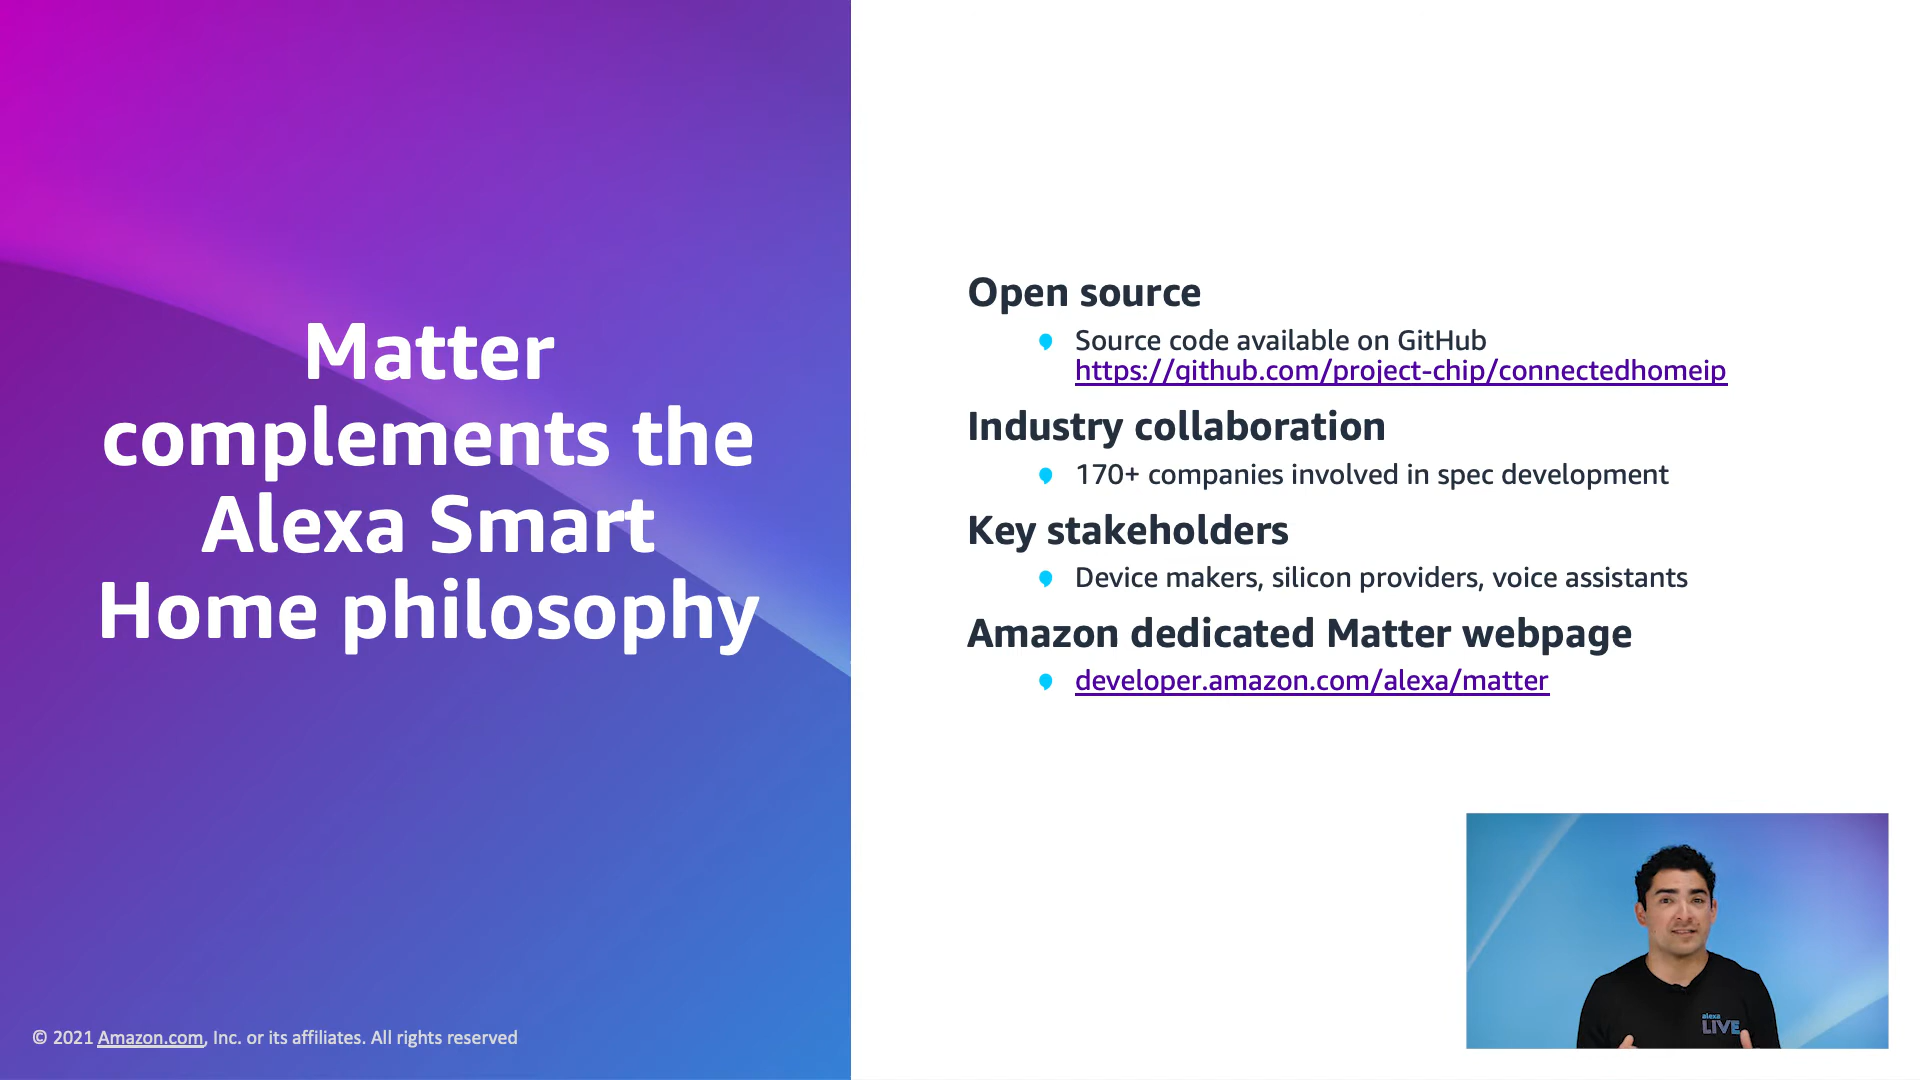 Matter
complements the
Alexa Smart
Home philosophy
© 2021 Amazon.com, Inc. or its affiliates. All rights reserved
Open source
Source code available on GitHub
https://github.com/project-chip/connectedhomeip
Industry collaboration
170+ companies involved in spec development
Key stakeholders
Device makers, silicon providers, voice assistants
Amazon dedicated Matter webpage
developer.amazon.com/alexa/matter
alexa
LIVE